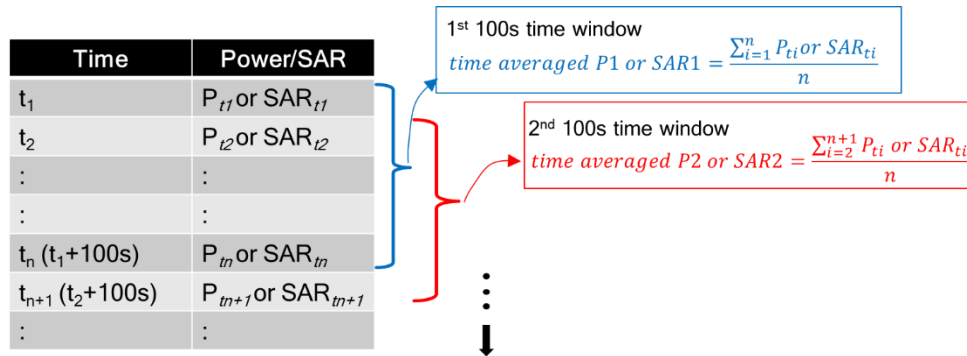 1st 100s time window
time averaged P1 or SAR1 = ∑ⁿᵢ₌₁ Pti or SARti / n
Time Power/SAR
t1 Pt1 or SARt1
t2 Pt2 or SARt2
: :
: :
tn (t1+100s) Ptn or SARtn
tn+1 (t2+100s) Ptn+1 or SARtn+1
: :
2nd 100s time window
time averaged P2 or SAR2 = ∑ⁿ⁺¹ᵢ₌₂ Pti or SARti / n